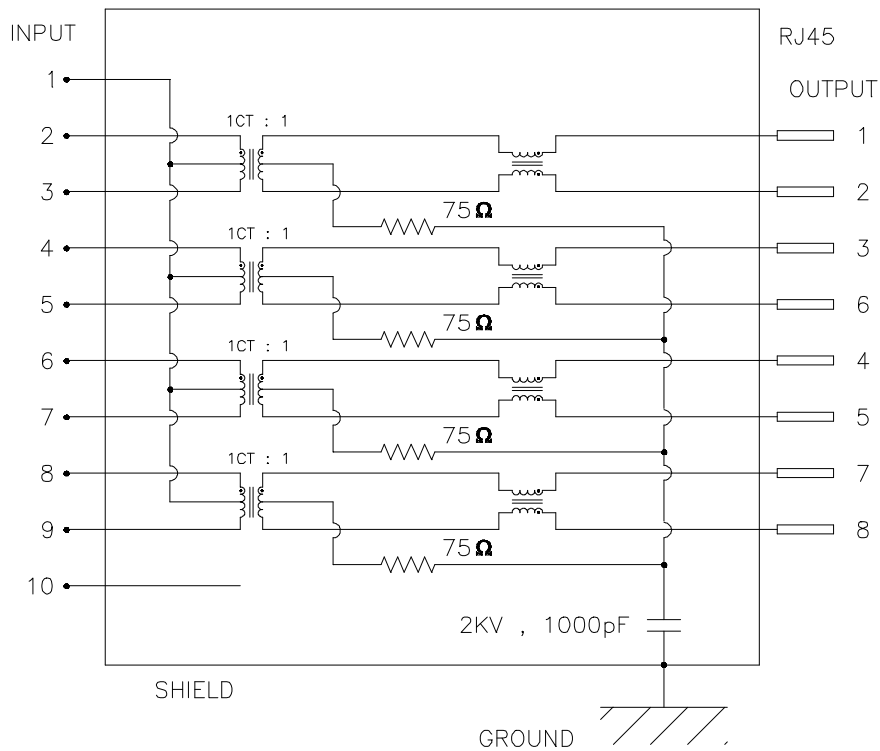 INPUT
RJ45
OUTPUT
1
1CT : 1
2
1
3
2
75Ω
1CT : 1
4
3
5
6
75Ω
1CT : 1
6
4
7
5
75Ω
1CT : 1
8
7
9
8
75Ω
10
2KV , 1000pF
SHIELD
GROUND